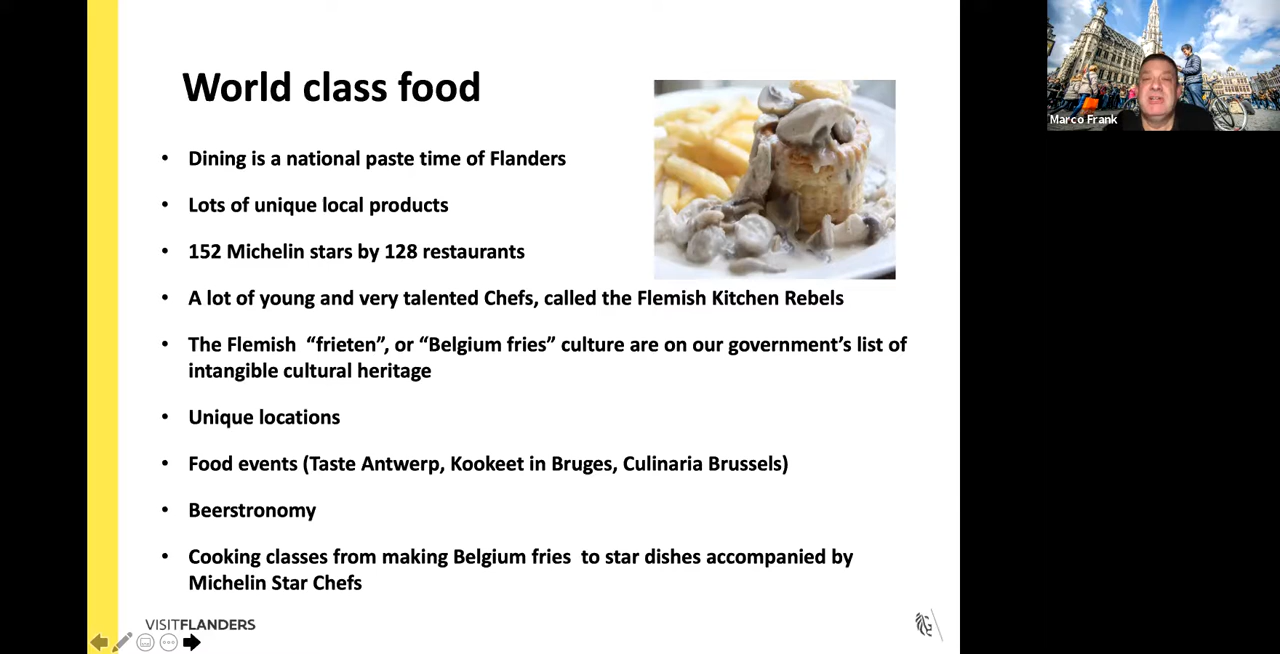 World class food
• Dining is a national paste time of Flanders
• Lots of unique local products
• 152 Michelin stars by 128 restaurants
• A lot of young and very talented Chefs, called the Flemish Kitchen Rebels
• The Flemish “frieten”, or “Belgium fries” culture are on our government’s list of
intangible cultural heritage
• Unique locations
• Food events (Taste Antwerp, Kookeet in Bruges, Culinaria Brussels)
• Beerstronomy
• Cooking classes from making Belgium fries to star dishes accompanied by
Michelin Star Chefs
VISITFLANDERS
Marco Frank